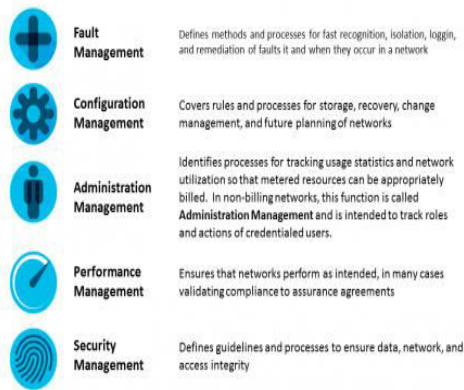 Fault
Management
Defines methods and processes for fast recognition, isolation, loggin,
and remediation of faults it and when they occur in a network
Configuration
Management
Covers rules and processes for storage, recovery, change
management, and future planning of networks
Administration
Management
Identifies processes for tracking usage statistics and network
utilization so that metered resources can be appropriately
billed. In non-billing networks, this function is called
Administration Management and is intended to track roles
and actions of credentialed users.
Performance
Management
Ensures that networks perform as intended, in many cases
validating compliance to assurance agreements
Security
Management
Defines guidelines and processes to ensure data, network, and
access integrity